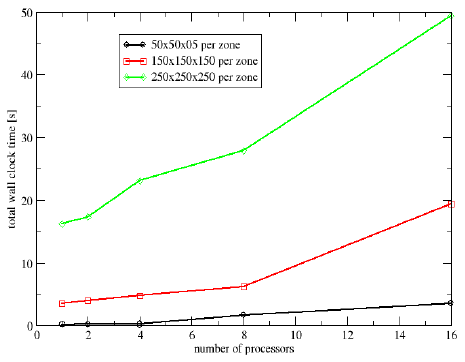 50
50x50x05 per zone
150x150x150 per zone
250x250x250 per zone
40
30
20
10
0
total wall clock time [s]
0 2 4 6 8 10 12 14 16
number of processors